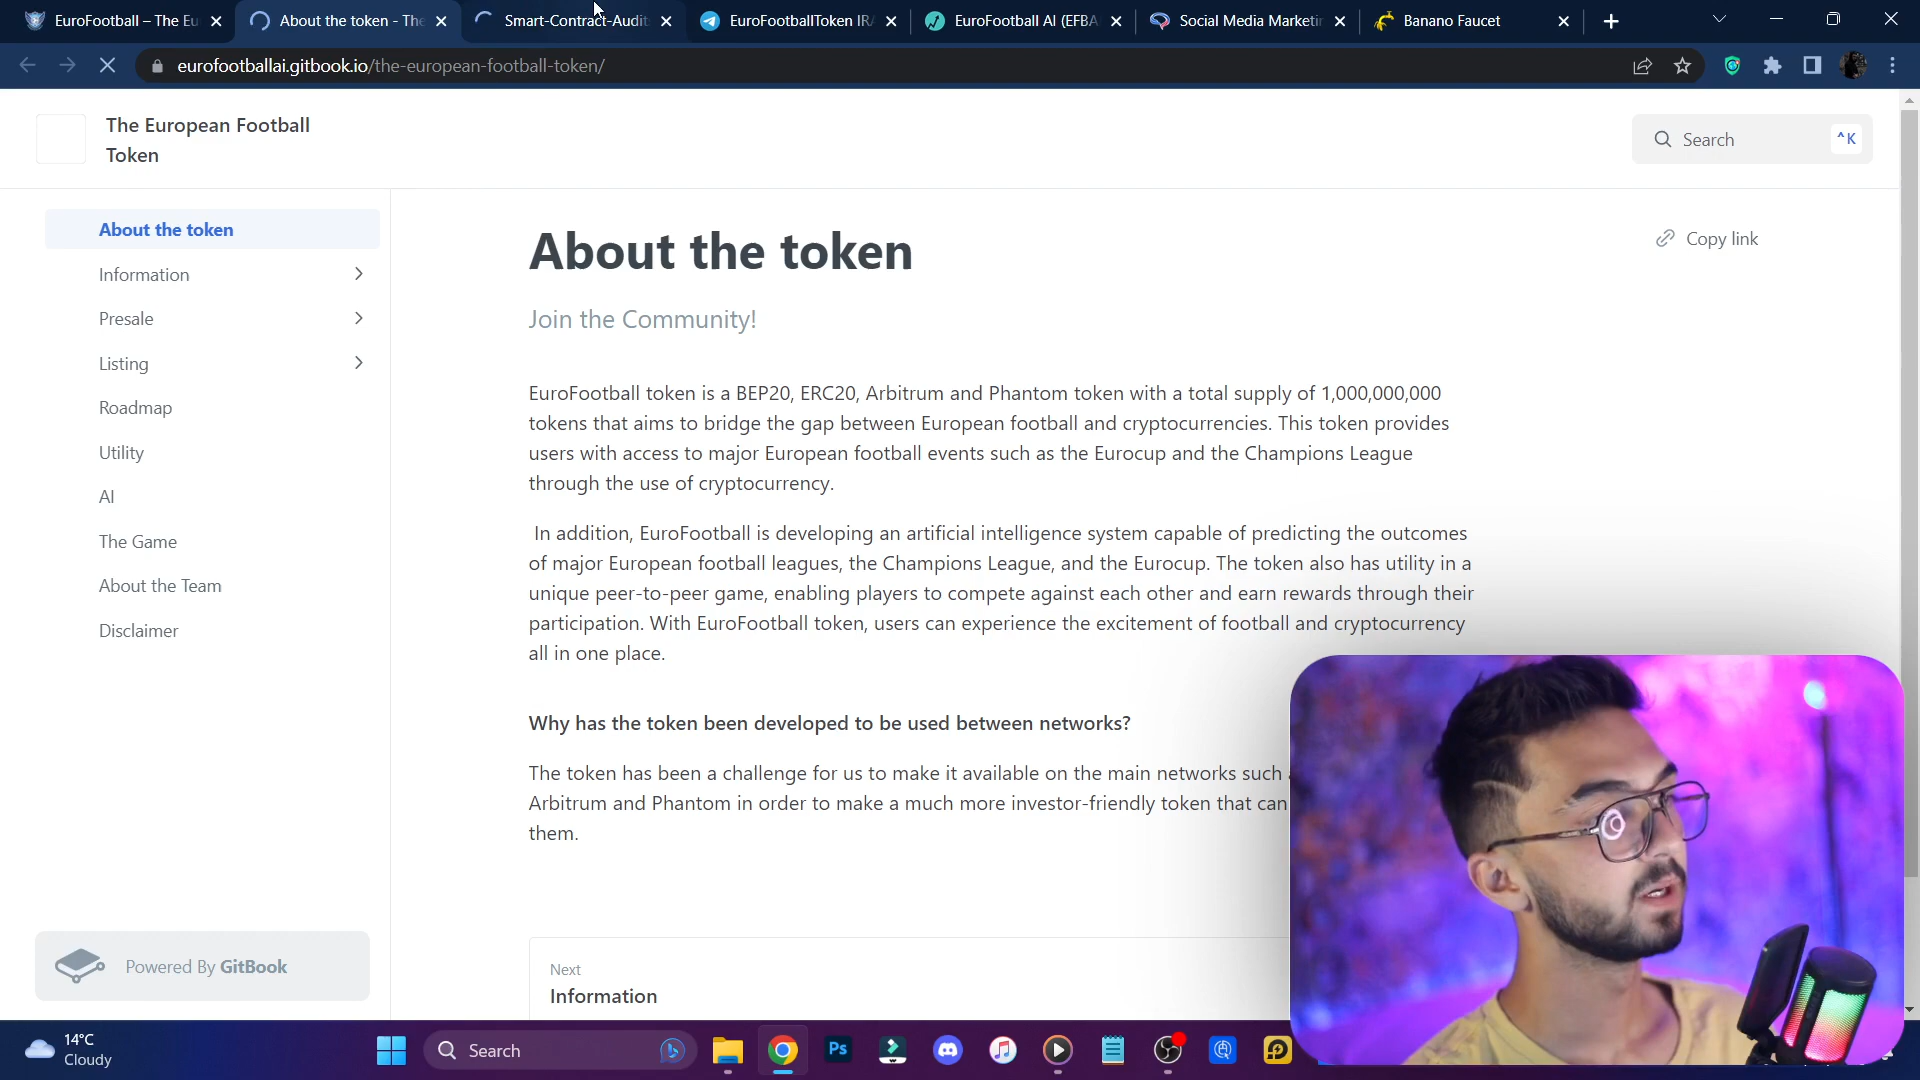 EuroFootball – The Eu
About the token - The
Smart-Contract-Audit
EuroFootballToken IR
EuroFootball AI (EFBA
Social Media Marketin
Banano Faucet
eurofootballai.gitbook.io/the-european-football-token/
The European Football
Token
Search
^K
About the token
Information
Presale
Listing
Roadmap
Utility
AI
The Game
About the Team
Disclaimer
Powered By GitBook
About the token
Copy link
Join the Community!
EuroFootball token is a BEP20, ERC20, Arbitrum and Phantom token with a total supply of 1,000,000,000
tokens that aims to bridge the gap between European football and cryptocurrencies. This token provides
users with access to major European football events such as the Eurocup and the Champions League
through the use of cryptocurrency.
In addition, EuroFootball is developing an artificial intelligence system capable of predicting the outcomes
of major European football leagues, the Champions League, and the Eurocup. The token also has utility in a
unique peer-to-peer game, enabling players to compete against each other and earn rewards through their
participation. With EuroFootball token, users can experience the excitement of football and cryptocurrency
all in one place.
Why has the token been developed to be used between networks?
The token has been a challenge for us to make it available on the main networks such
Arbitrum and Phantom in order to make a much more investor-friendly token that can
them.
Next
Information
14°C
Cloudy
Search
Ps